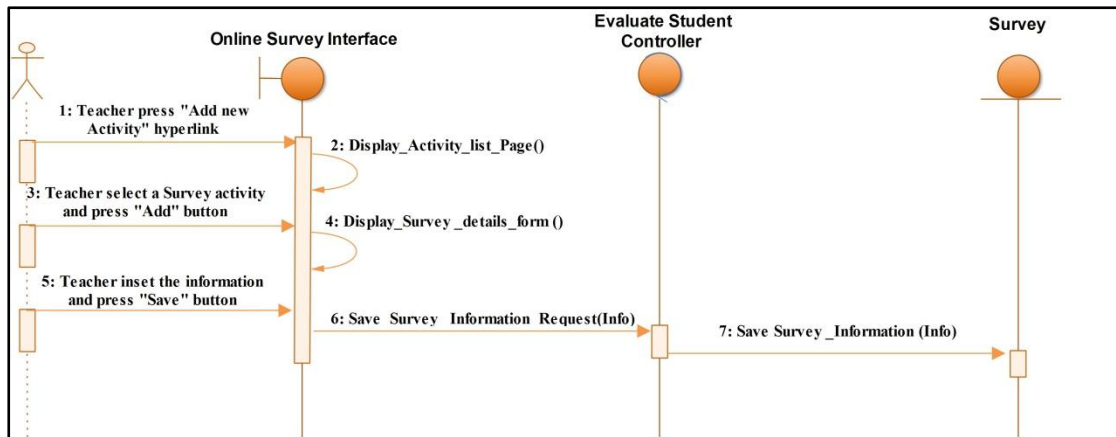 Online Survey Interface
Evaluate Student
Controller
Survey
1: Teacher press "Add new
Activity" hyperlink
2: Display_Activity_list_Page()
3: Teacher select a Survey activity
and press "Add" button
4: Display_Survey _details_form ()
5: Teacher inset the information
and press "Save" button
6: Save Survey Information Request(Info)
7: Save Survey _Information (Info)